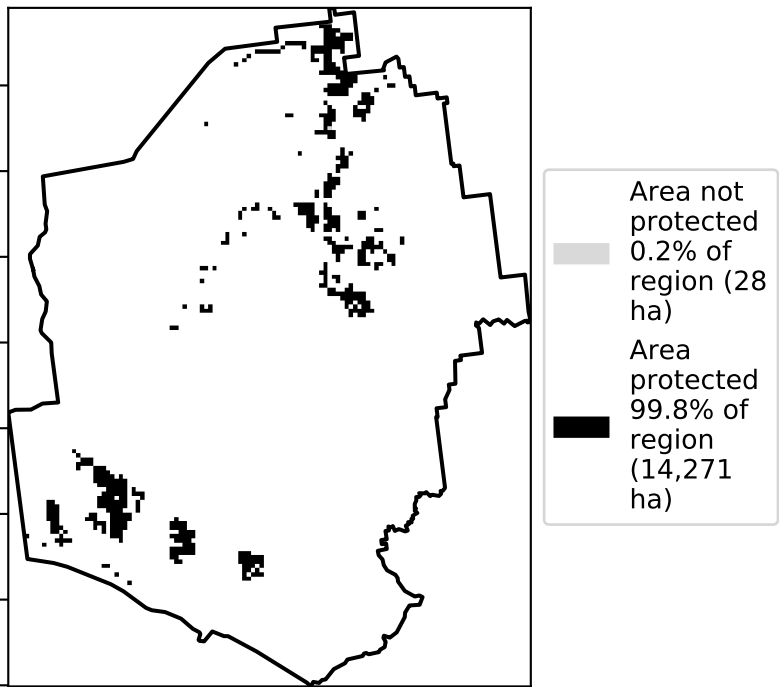 Area not
protected
0.2% of
region (28
ha)
Area
protected
99.8% of
region
(14,271
ha)